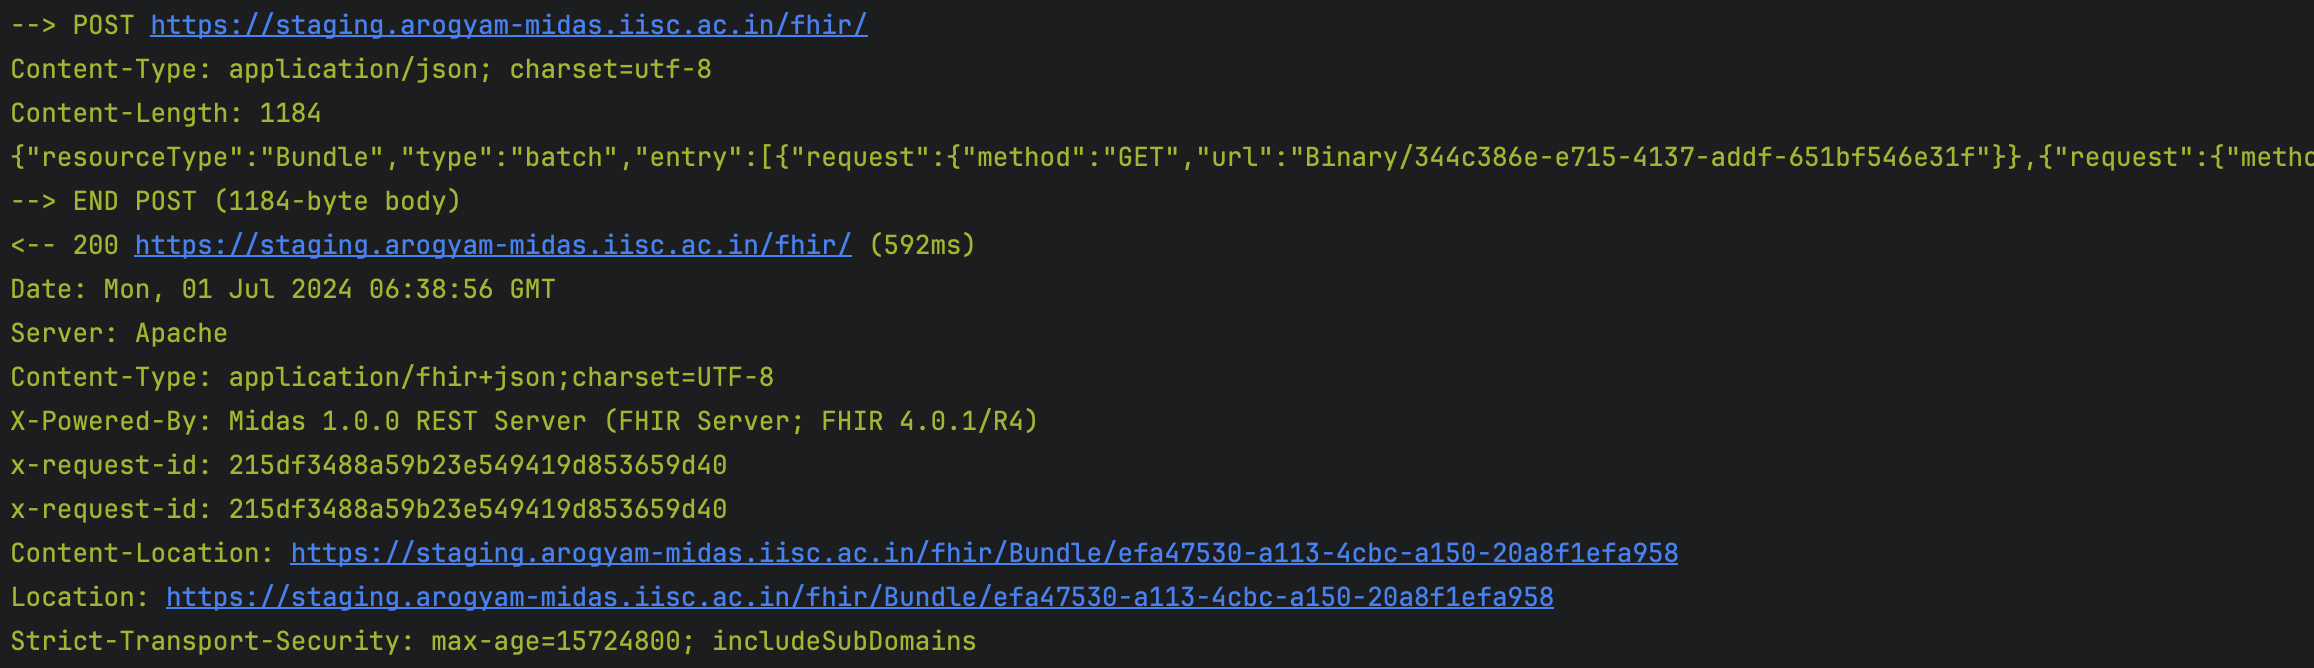 --> POST https://staging.arogyam-midas.iisc.ac.in/fhir/
Content-Type: application/json; charset=utf-8
Content-Length: 1184
{"resourceType":"Bundle","type":"batch","entry":[{"request":{"method":"GET","url":"Binary/344c386e-e715-4137-addf-651bf546e31f"}},{"request":{"metho
--> END POST (1184-byte body)
<-- 200 https://staging.arogyam-midas.iisc.ac.in/fhir/ (592ms)
Date: Mon, 01 Jul 2024 06:38:56 GMT
Server: Apache
Content-Type: application/fhir+json;charset=UTF-8
X-Powered-By: Midas 1.0.0 REST Server (FHIR Server; FHIR 4.0.1/R4)
x-request-id: 215df3488a59b23e549419d853659d40
x-request-id: 215df3488a59b23e549419d853659d40
Content-Location: https://staging.arogyam-midas.iisc.ac.in/fhir/Bundle/efa47530-a113-4cbc-a150-20a8f1efa958
Location: https://staging.arogyam-midas.iisc.ac.in/fhir/Bundle/efa47530-a113-4cbc-a150-20a8f1efa958
Strict-Transport-Security: max-age=15724800; includeSubDomains